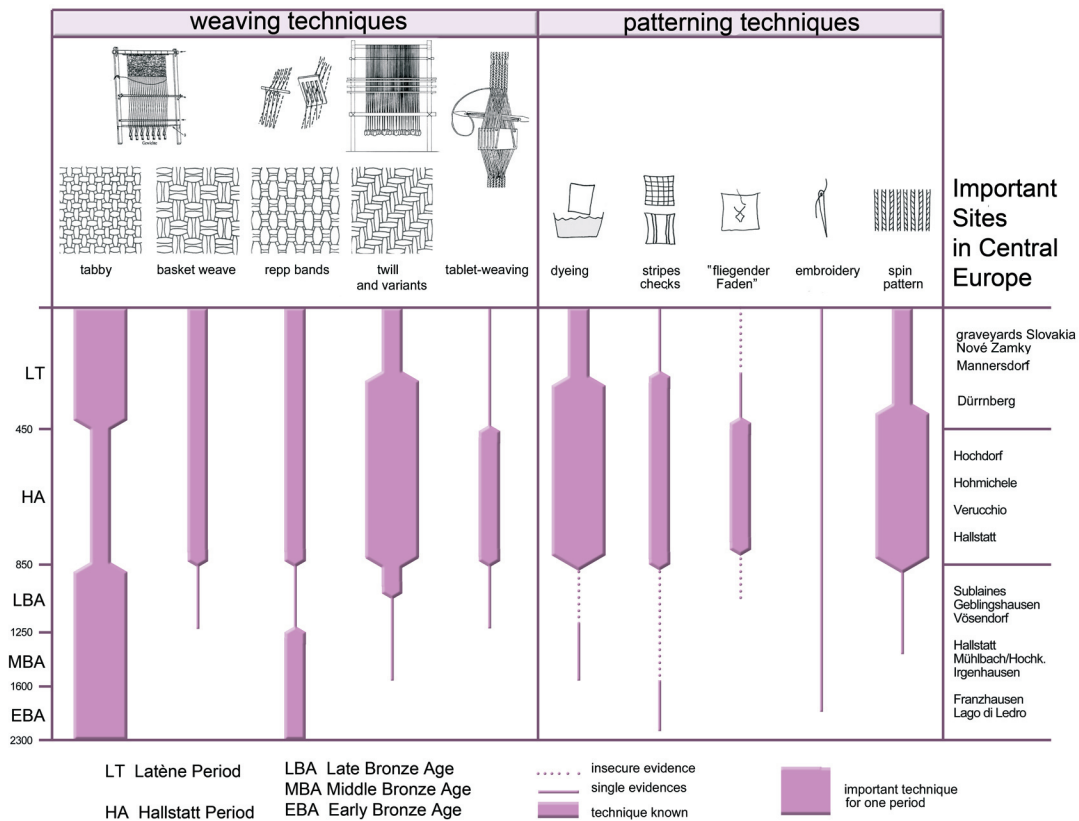 weaving techniques
patterning techniques
tabby
basket weave
repp bands
twill
and variants
tablet-weaving
dyeing
stripes
checks
"fliegender
Faden"
embroidery
spin
pattern
Important
Sites
in Central
Europe
LT
450
HA
850
LBA
1250
MBA
1600
EBA
2300
graveyards Slovakia
Nové Zamky
Mannersdorf
Dürrnberg
Hochdorf
Hohmichele
Verucchio
Hallstatt
Sublaines
Geblingshausen
Vösendorf
Hallstatt
Mühlbach/Hochk.
Irgenhausen
Franzhausen
Lago di Ledro
LT Latène Period
HA Hallstatt Period
LBA Late Bronze Age
MBA Middle Bronze Age
EBA Early Bronze Age
insecure evidence
single evidences
technique known
important technique
for one period